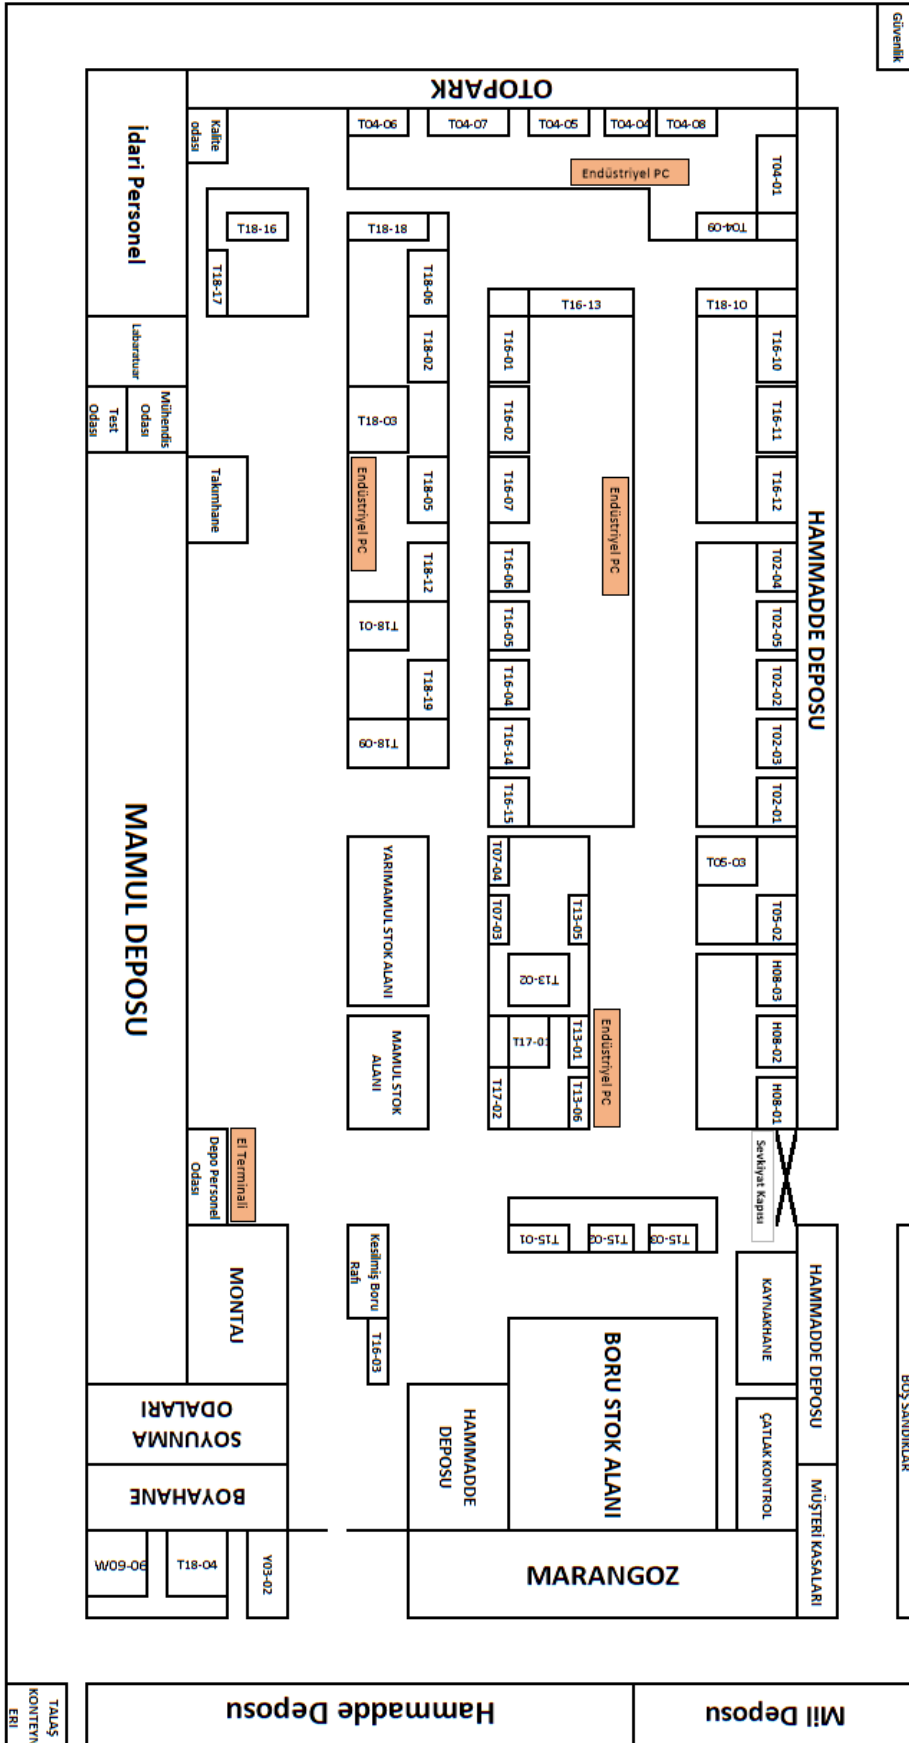 Güvenlik
OTOPARK
İdari Personel
Kalite
odası
T04-06
T04-07
T04-05
T04-04
T04-08
Endüstriyel PC
T04-01
T04-09
T18-16
T18-17
T18-18
T18-06
T18-02
T18-03
Endüstriyel PC
T18-05
T18-12
T18-01
T18-19
T18-09
T16-13
T16-01
T16-02
T16-07
T16-06
T16-05
T16-04
T16-14
T16-15
Endüstriyel PC
T18-10
T16-10
T16-11
T16-12
T02-04
T02-05
T02-02
T02-03
T02-01
HAMMADDE DEPOSU
Labaratuar
Mühendis
Odası
Test
Odası
Takımhane
MAMUL DEPOSU
YARIMAMUL STOK ALANI
MAMUL STOK
ALANI
T07-04
T07-03
T13-05
T13-02
T17-01
T13-01
T17-02
T13-06
Endüstriyel PC
T05-03
T05-02
H08-03
H08-02
H08-01
Sevkiyat Kapısı
Depo Personel
Odası
El Terminali
MONTAJ
Kesilmiş Boru
Rafı
T16-03
T15-01
T15-02
T15-03
KAYNAKHANE
HAMMADDE DEPOSU
BORU STOK ALANI
ÇATLAK KONTROL
MÜŞTERİ KASALARI
BOŞ SANDIKLAR
HAMMADDE
DEPOSU
SOYUNMA
ODALARI
BOYAHANE
W09-06
T18-04
Y03-02
MARANGOZ
TALAŞ
KONTEYN
ERI
Hammadde Deposu
Mil Deposu